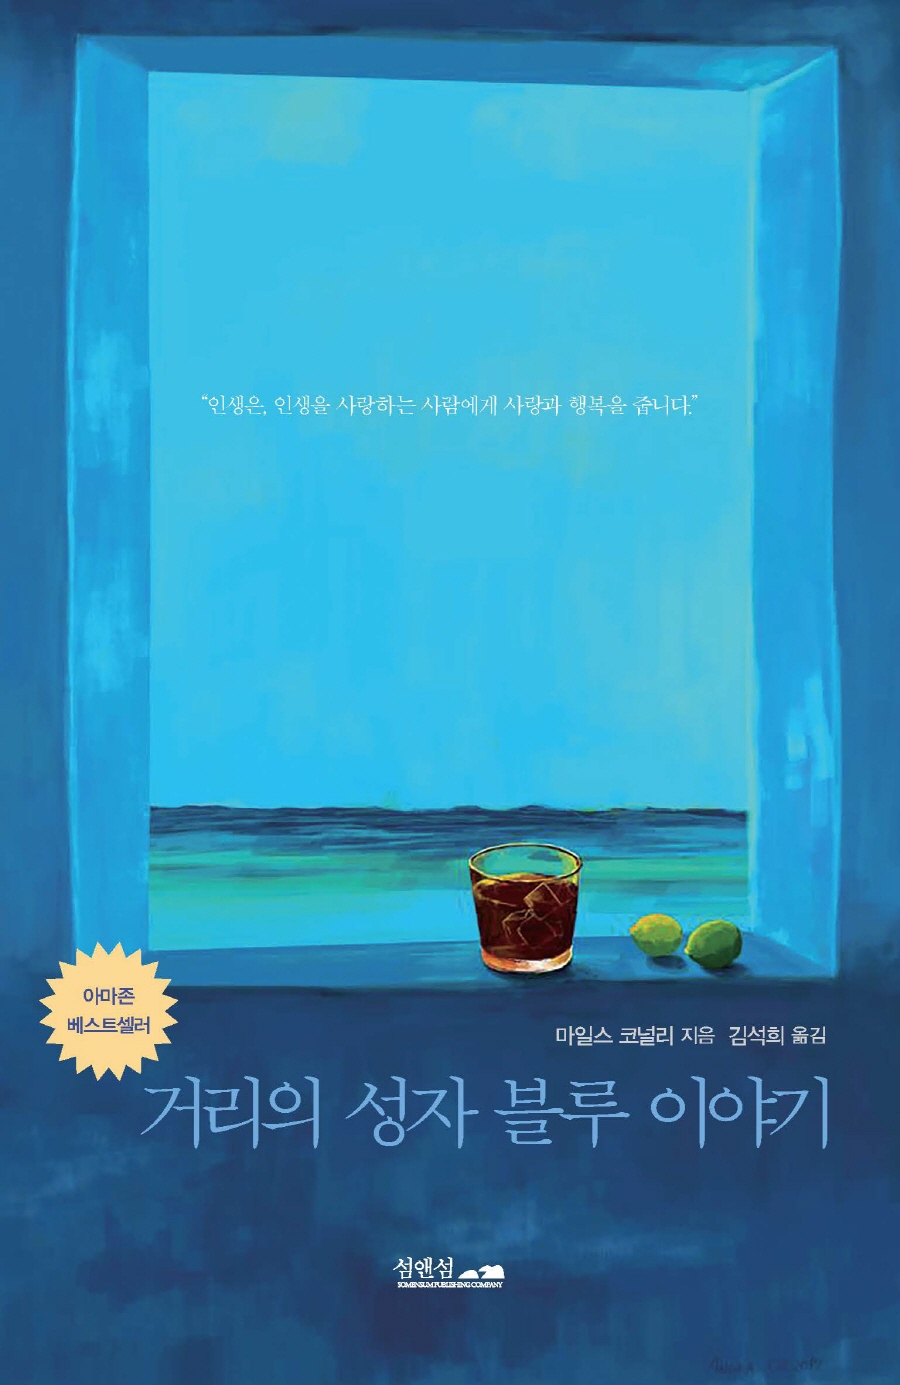 “인생은, 인생을 사랑하는 사람에게 사랑과 행복을 줍니다.”
아마존
베스트셀러
마일스 코널리 지음 김석희 옮김
거리의 성자 블루 이야기
섬앤섬
SOMENSUM PUBLISHING COMPANY